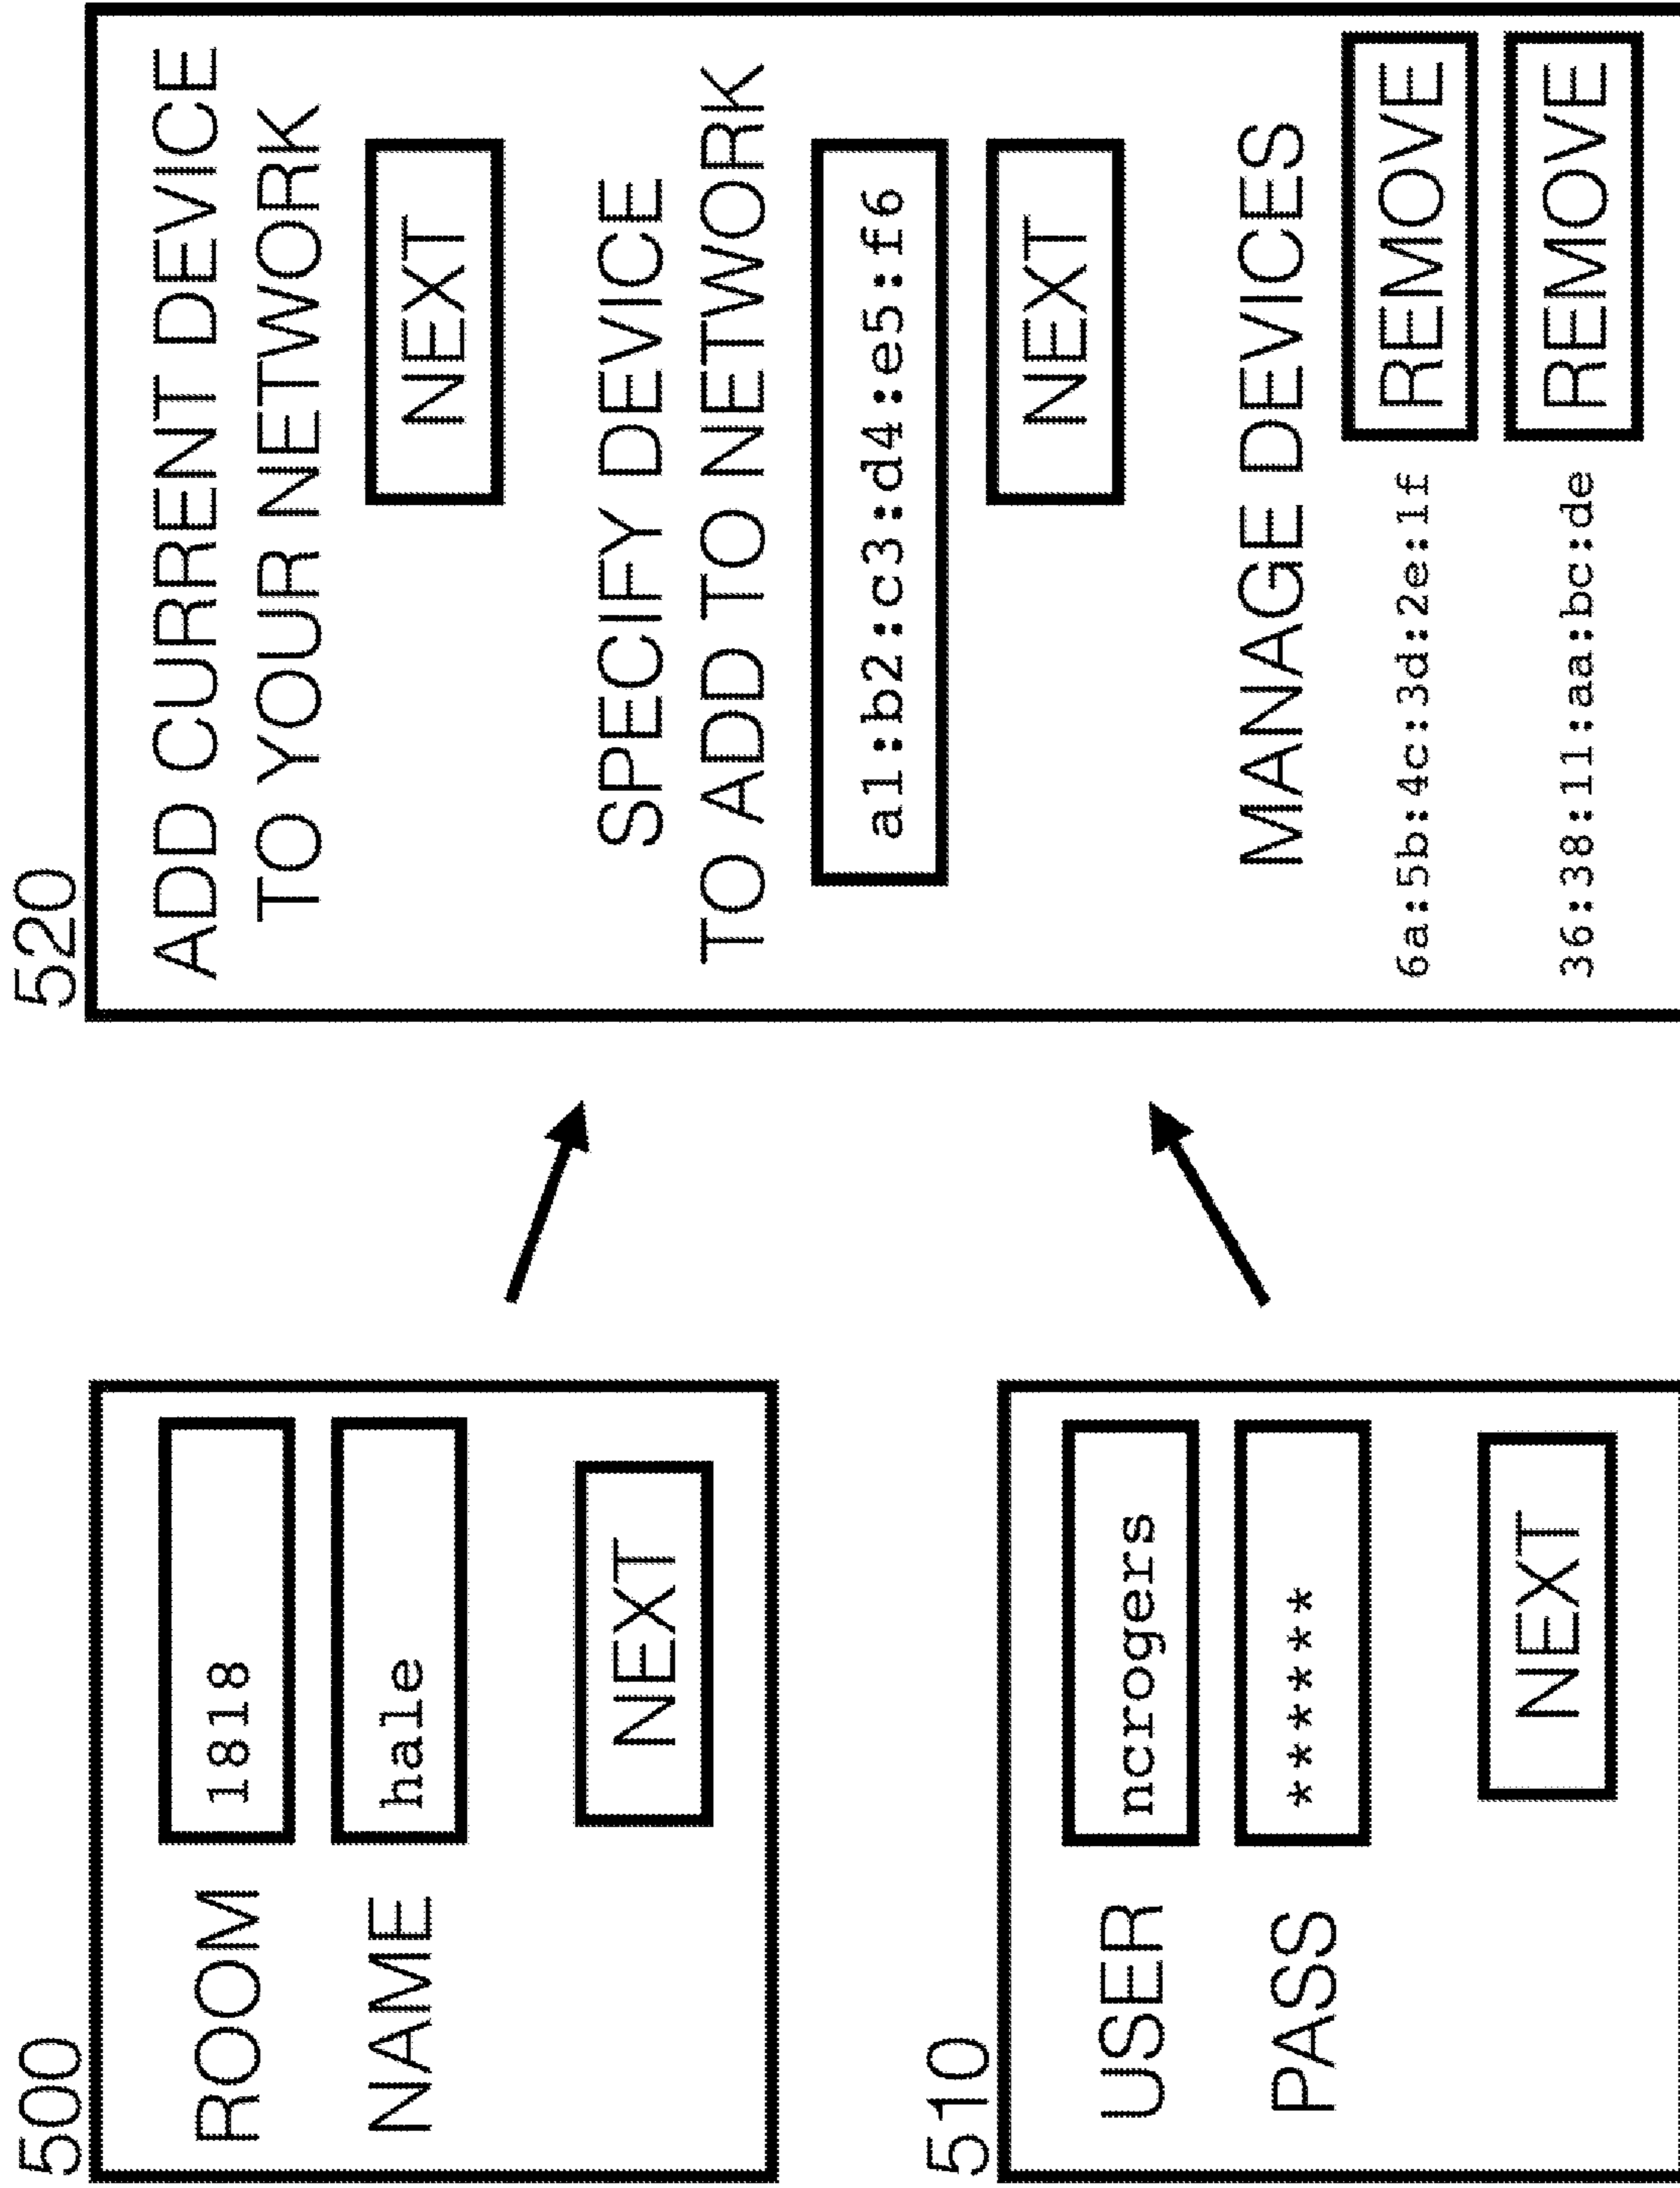 500
ROOM 1818
NAME hale
NEXT
510
USER ncrogers
PASS *******
NEXT
520
ADD CURRENT DEVICE
TO YOUR NETWORK
NEXT
SPECIFY DEVICE
TO ADD TO NETWORK
a1:b2:c3:d4:e5:f6
NEXT
MANAGE DEVICES
6a:5b:4c:3d:2e:1f REMOVE
36:38:11:aa:bc:de REMOVE